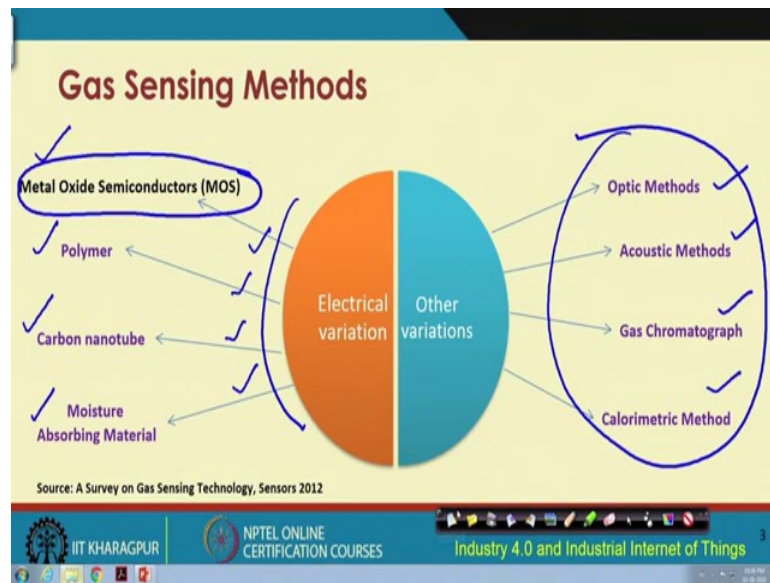 Gas Sensing Methods
Metal Oxide Semiconductors (MOS)
Polymer
Carbon nanotube
Moisture
Absorbing Material
Electrical
variation
Other
variations
Optic Methods
Acoustic Methods
Gas Chromatograph
Calorimetric Method
Source: A Survey on Gas Sensing Technology, Sensors 2012
3
IIT KHARAGPUR
NPTEL ONLINE
CERTIFICATION COURSES
Industry 4.0 and Industrial Internet of Things